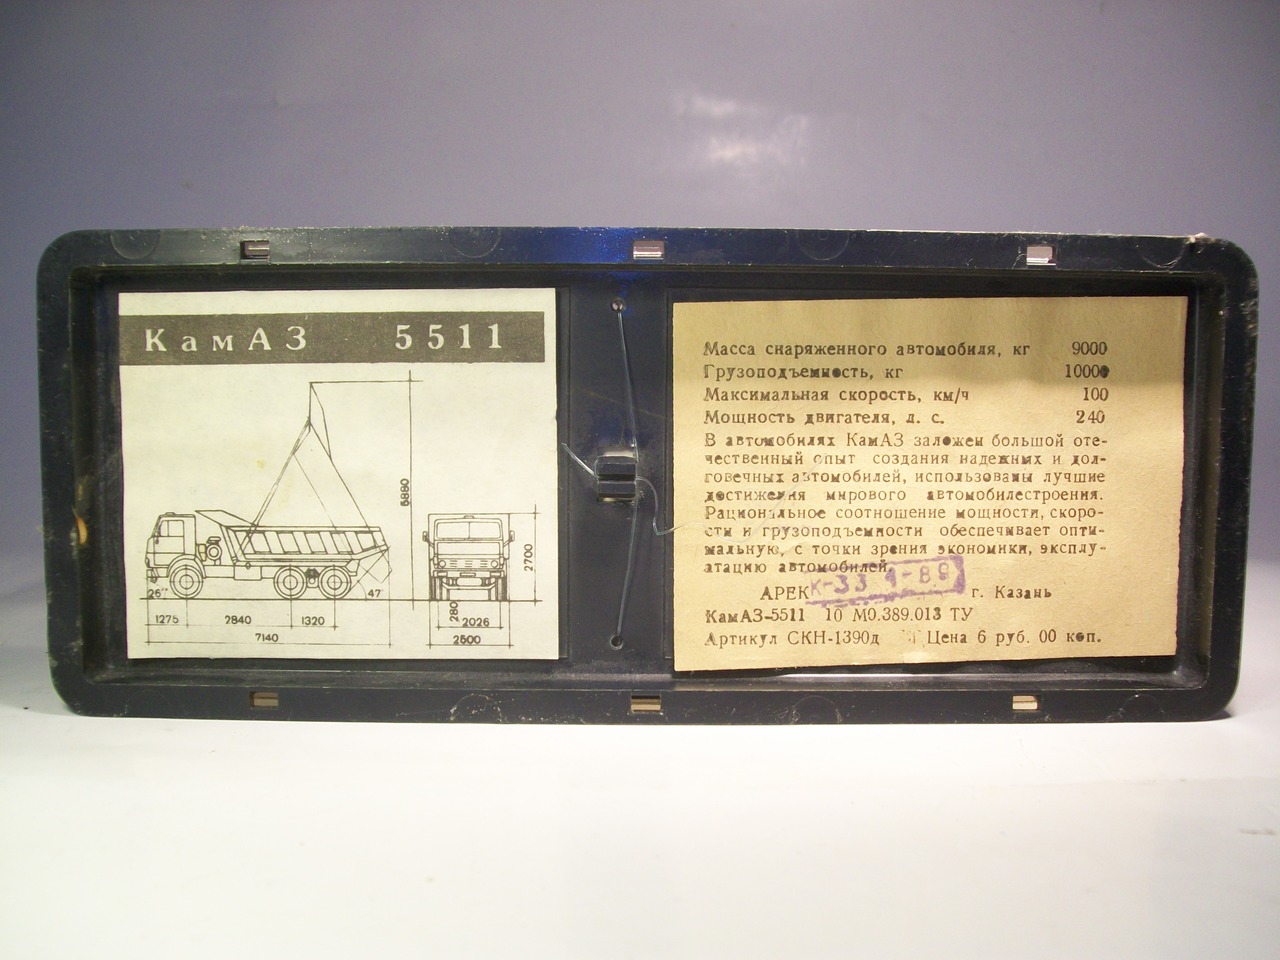 КамАЗ 5511
6880
2700
26°
47°
1275
2840
1320
280
2026
7140
2500
Масса снаряженного автомобиля, кг 9000
Грузоподъемность, кг 10000
Максимальная скорость, км/ч 100
Мощность двигателя, л. с. 240
В автомобилях КамАЗ заложен большой оте-
чественный опыт создания надежных и дол-
говечных автомобилей, использованы лучшие
достижения мирового автомобилестроения.
Рациональное соотношение мощности, скоро-
сти и грузоподъемности обеспечивает опти-
мальную, с точки зрения экономики, эксплу-
атацию автомобилей.
АРЕК г. Казань
К-33 4-89
КамАЗ-5511 10 М0.389.013 ТУ
Артикул СКН-1390д Цена 6 руб. 00 коп.